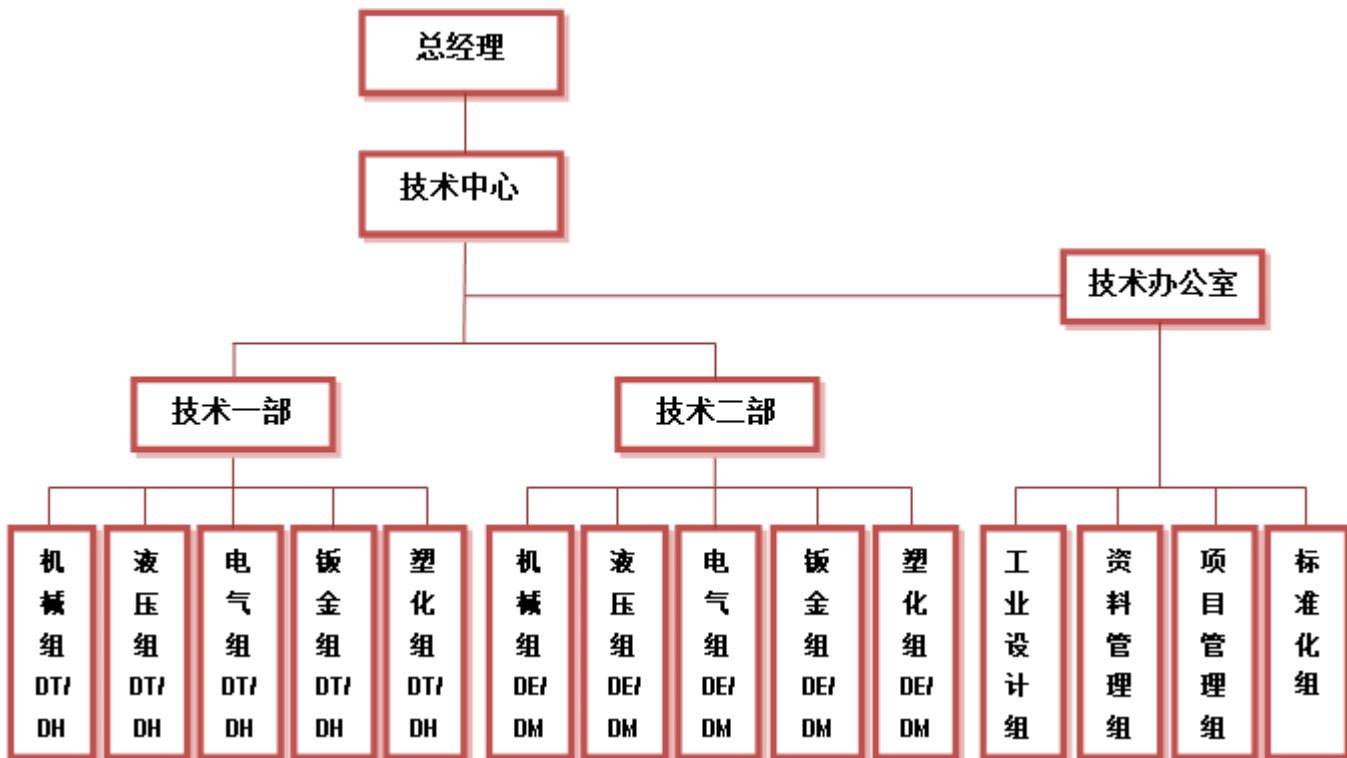 总经理
技术中心
技术办公室
技术一部
技术二部
机械组DT/DH
液压组DT/DH
电气组DT/DH
钣金组DT/DH
塑化组DT/DH
机械组DE/DM
液压组DE/DM
电气组DE/DM
钣金组DE/DM
塑化组DE/DM
工业设计组
资料管理组
项目管理组
标准化组